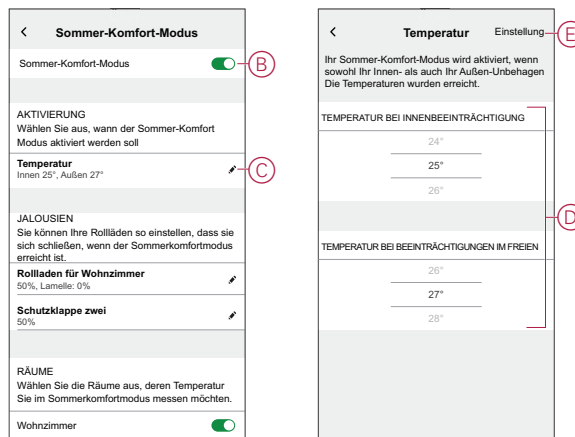 Sommer-Komfort-Modus
Sommer-Komfort-Modus
B
AKTIVIERUNG
Wählen Sie aus, wann der Sommer-Komfort
Modus aktiviert werden soll
Temperatur
Innen 25°, Außen 27°
C
JALOUSIEN
Sie können Ihre Rollläden so einstellen, dass sie
sich schließen, wenn der Sommerkomfortmodus
erreicht ist.
Rollladen für Wohnzimmer
50%, Lamelle: 0%
Schutzklappe zwei
50%
RÄUME
Wählen Sie die Räume aus, deren Temperatur
Sie im Sommerkomfortmodus messen möchten.
Wohnzimmer
Temperatur
Einstellung
E
Ihr Sommer-Komfort-Modus wird aktiviert, wenn
sowohl Ihr Innen- als auch Ihr Außen-Unbehagen
Die Temperaturen wurden erreicht.
TEMPERATUR BEI INNENBEEINTRÄCHTIGUNG
24°
25°
26°
D
TEMPERATUR BEI BEEINTRÄCHTIGUNGEN IM FREIEN
26°
27°
28°